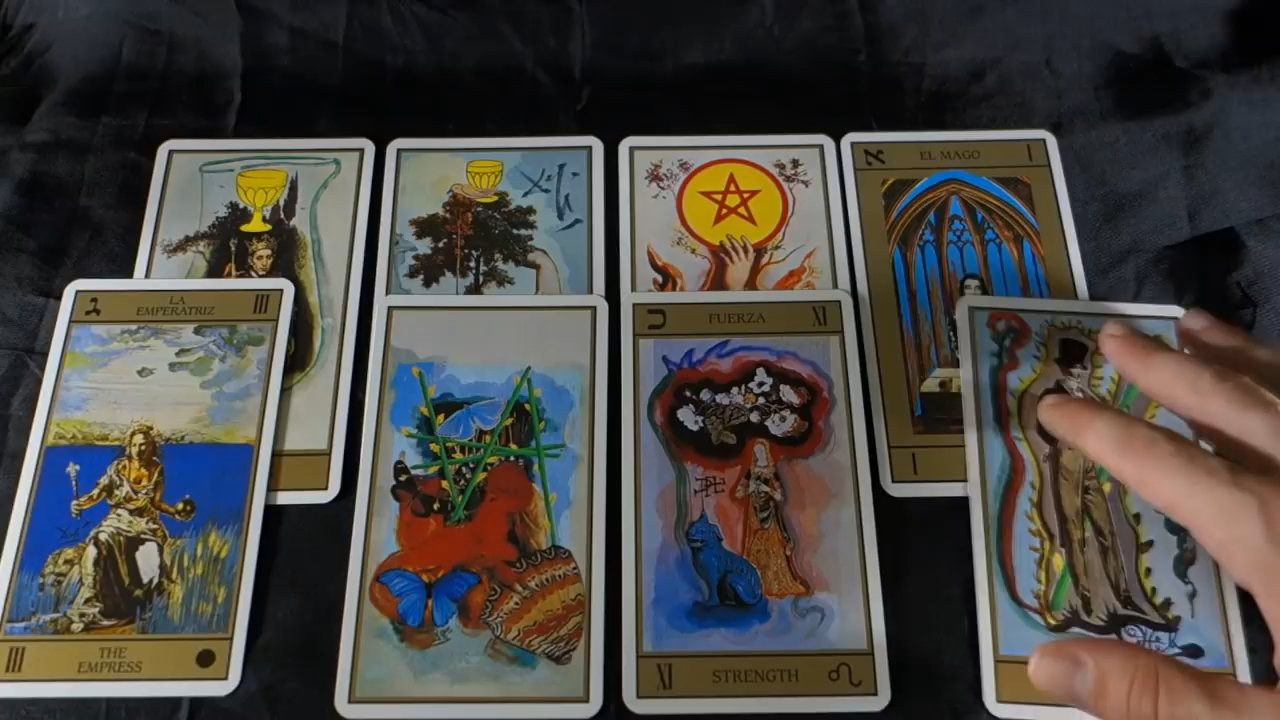 א EL MAGO I
I
ג LA EMPERATRIZ III
III THE EMPRESS
כ FUERZA XI
XI STRENGTH ♌